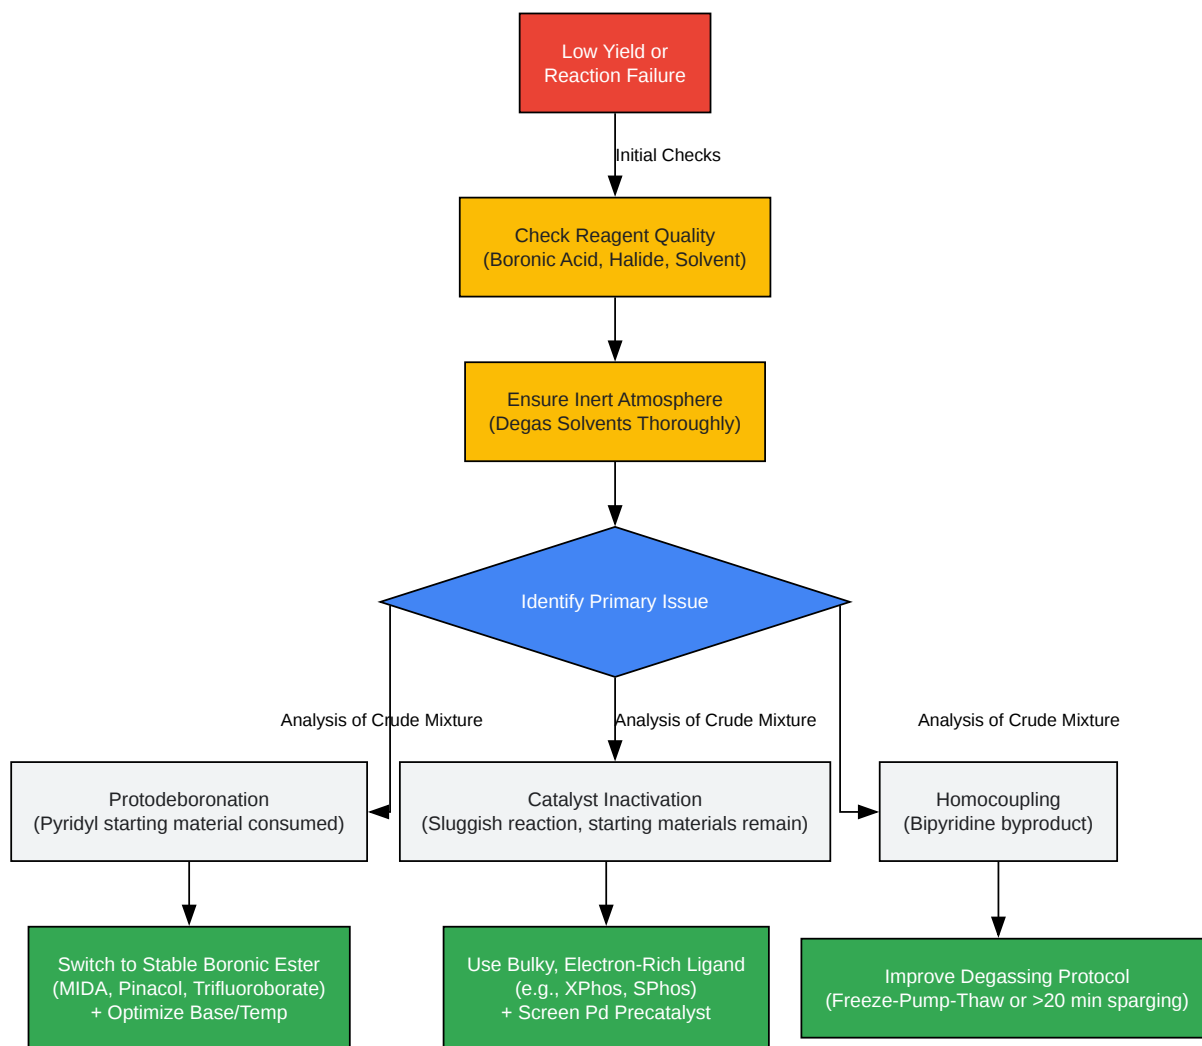 Low Yield or
Reaction Failure
Initial Checks
Check Reagent Quality
(Boronic Acid, Halide, Solvent)
Ensure Inert Atmosphere
(Degas Solvents Thoroughly)
Identify Primary Issue
Analysis of Crude Mixture
Analysis of Crude Mixture
Analysis of Crude Mixture
Protodeboronation
(Pyridyl starting material consumed)
Catalyst Inactivation
(Sluggish reaction, starting materials remain)
Homocoupling
(Bipyridine byproduct)
Switch to Stable Boronic Ester
(MIDA, Pinacol, Trifluoroborate)
+ Optimize Base/Temp
Use Bulky, Electron-Rich Ligand
(e.g., XPhos, SPhos)
+ Screen Pd Precatalyst
Improve Degassing Protocol
(Freeze-Pump-Thaw or >20 min sparging)